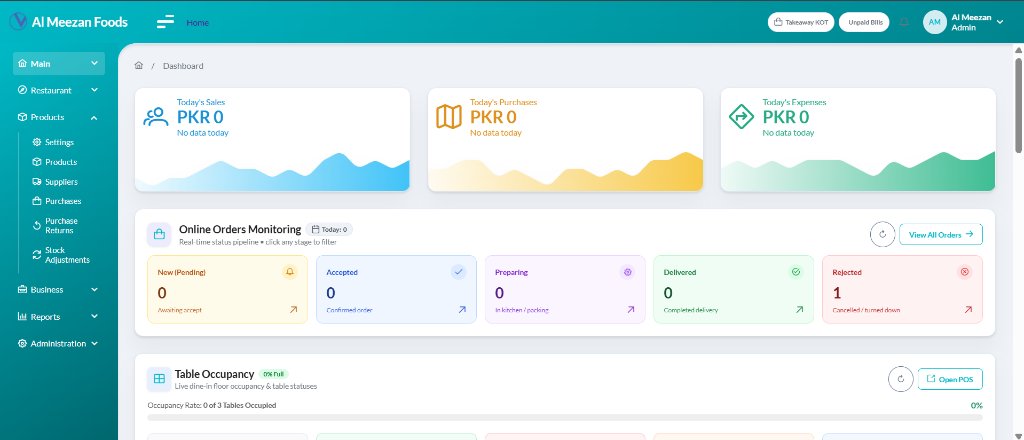 Al Meezan Foods
Home
Takeaway KOT
Unpaid Bills
AM
Al Meezan
Admin
Main
Restaurant
Products
Settings
Products
Suppliers
Purchases
Purchase
Returns
Stock
Adjustments
Business
Reports
Administration
/ Dashboard
Today's Sales
PKR 0
No data today
Today's Purchases
PKR 0
No data today
Today's Expenses
PKR 0
No data today
Online Orders Monitoring
Today: 0
Real-time status pipeline • click any stage to filter
View All Orders
New (Pending)
0
Awaiting accept
Accepted
0
Confirmed order
Preparing
0
In kitchen / packing
Delivered
0
Completed delivery
Rejected
1
Cancelled / turned down
Table Occupancy
0% Full
Live dine-in floor occupancy & table statuses
Open POS
Occupancy Rate: 0 of 3 Tables Occupied
0%